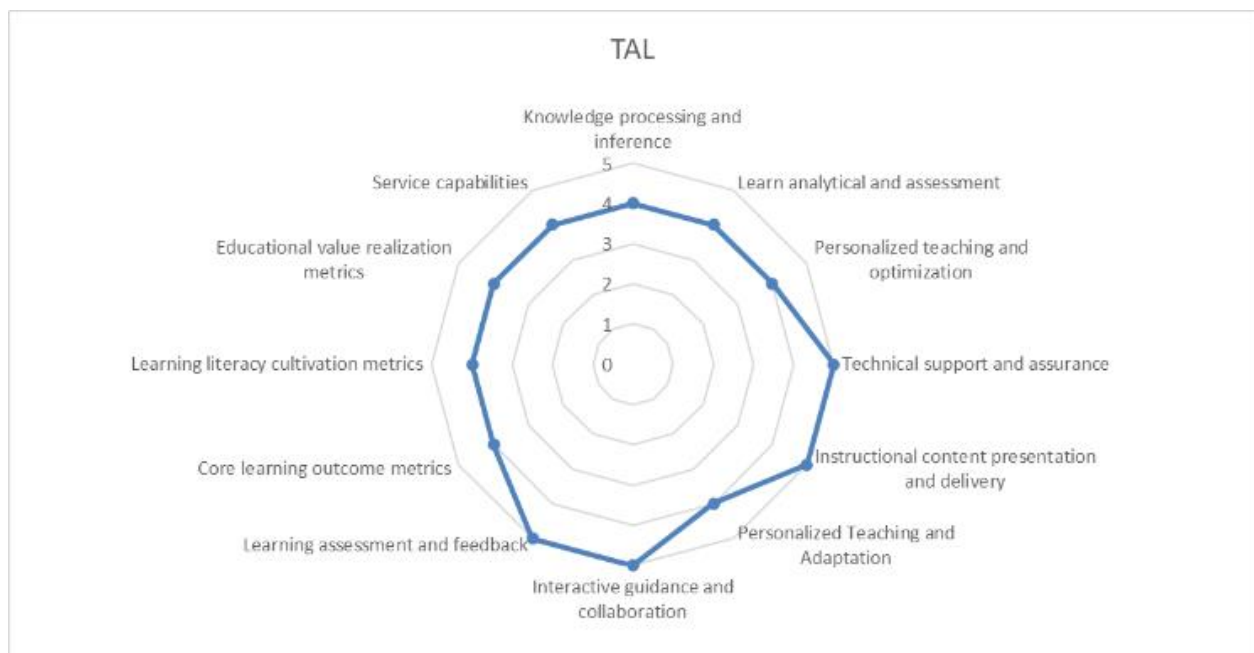 TAL
Knowledge processing and
inference
Service capabilities
Learn analytical and assessment
Educational value realization
metrics
Personalized teaching and
optimization
Learning literacy cultivation metrics
Technical support and assurance
Core learning outcome metrics
Instructional content presentation
and delivery
Learning assessment and feedback
Personalized Teaching and
Adaptation
Interactive guidance and
collaboration
5
4
3
2
1
0